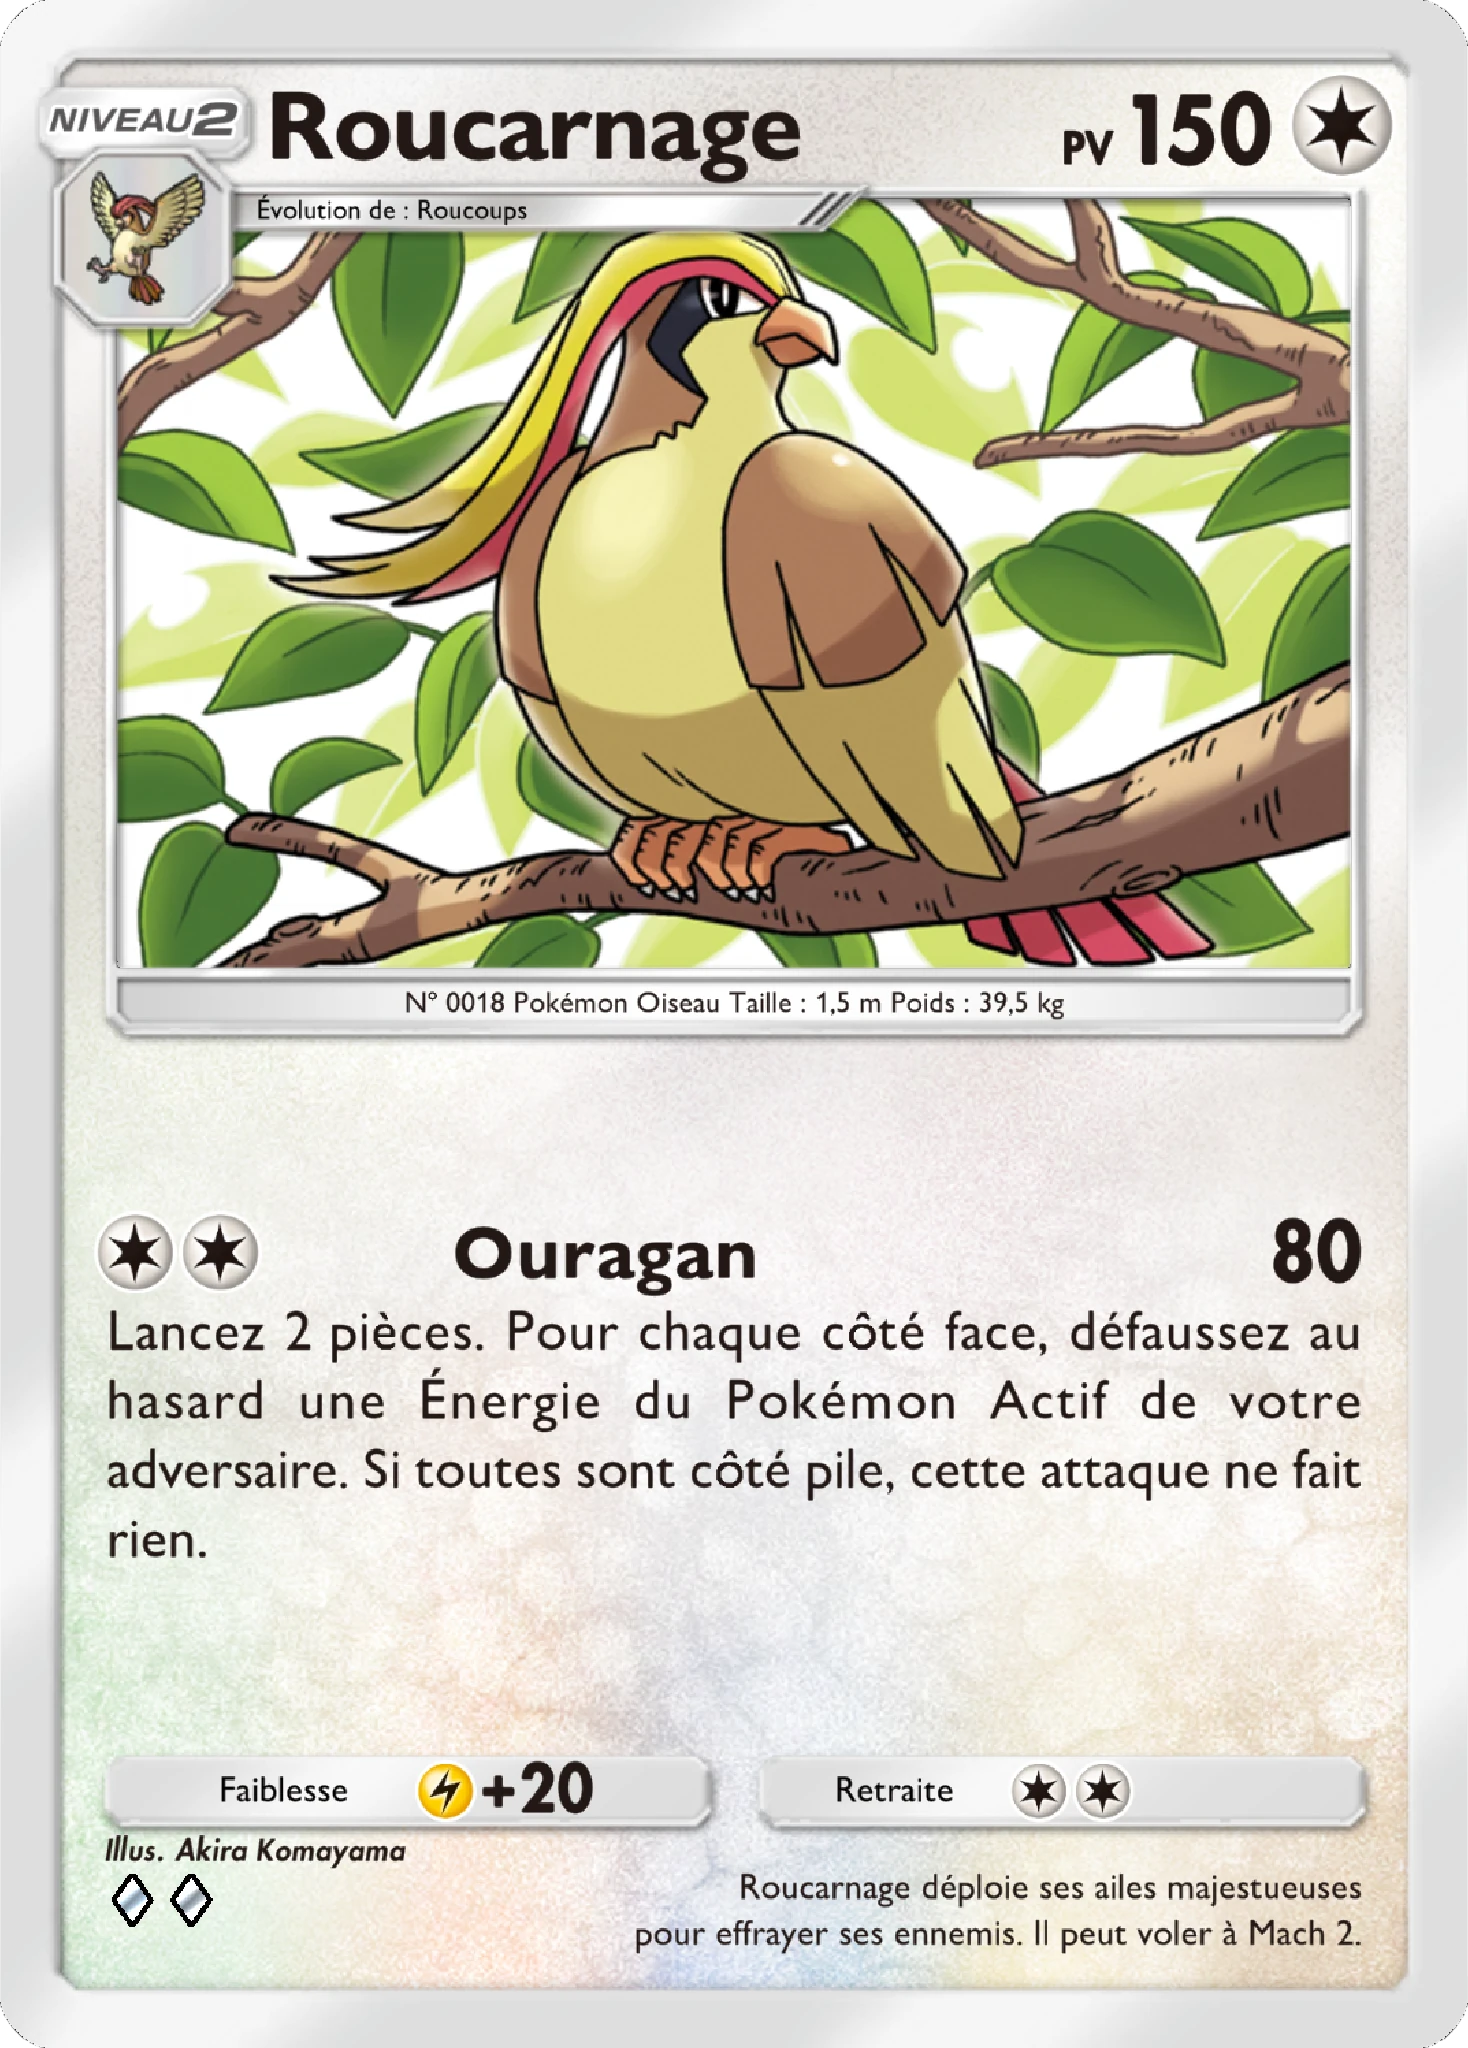 NIVEAU2
Roucarnage
PV 150
Évolution de : Roucoups
N° 0018 Pokémon Oiseau Taille : 1,5 m Poids : 39,5 kg
Ouragan 80
Lancez 2 pièces. Pour chaque côté face, défaussez au
hasard une Énergie du Pokémon Actif de votre
adversaire. Si toutes sont côté pile, cette attaque ne fait
rien.
Faiblesse +20
Retraite
Illus. Akira Komayama
Roucarnage déploie ses ailes majestueuses
pour effrayer ses ennemis. Il peut voler à Mach 2.